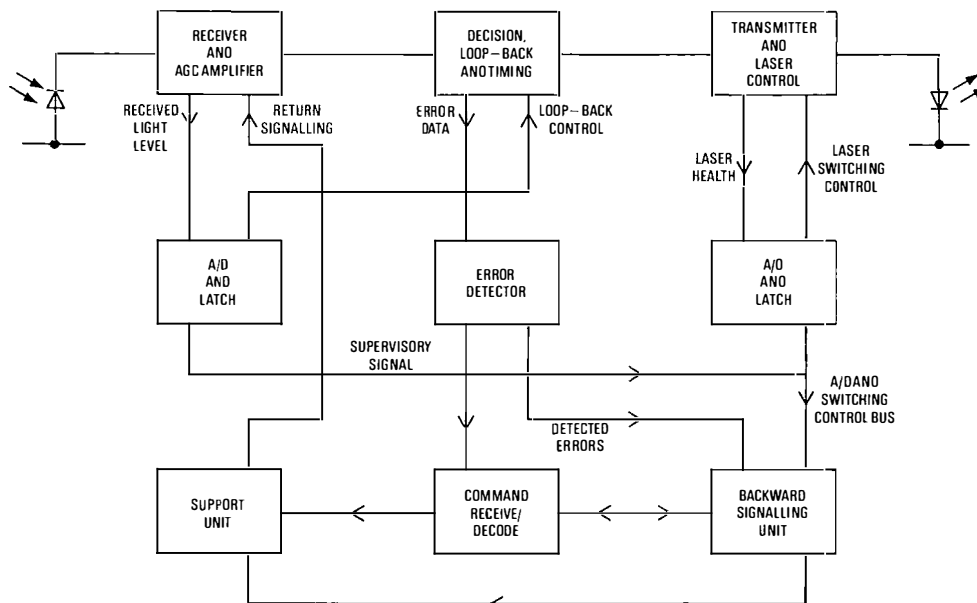 RECEIVER
AND
AGC AMPLIFIER
DECISION,
LOOP-BACK
ANOTIMING
TRANSMITTER
AND
LASER
CONTROL
RECEIVED
LIGHT
LEVEL
RETURN
SIGNALLING
ERROR
DATA
LOOP-BACK
CONTROL
LASER
HEALTH
LASER
SWITCHING
CONTROL
A/D
AND
LATCH
ERROR
DETECTOR
A/O
ANO
LATCH
SUPERVISORY
SIGNAL
A/DANO
SWITCHING
CONTROL BUS
DETECTED
ERRORS
SUPPORT
UNIT
COMMAND
RECEIVE/
DECODE
BACKWARD
SIGNALLING
UNIT